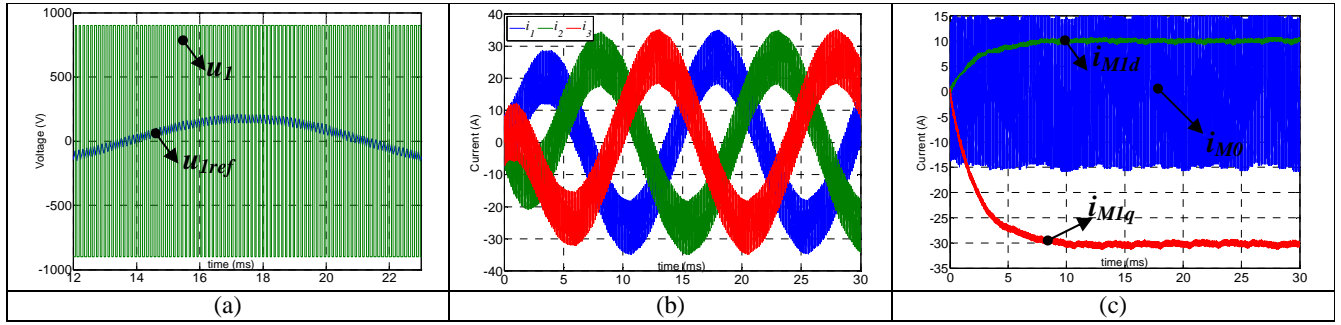 1000
500
0
-500
-1000
Voltage (V)
12 14 16 18 20 22
time (ms)
u1
u1ref
(a)
40
30
20
10
0
-10
-20
-30
-40
Current (A)
0 5 10 15 20 25 30
time (ms)
i1 i2 i3
(b)
15
10
5
0
-5
-10
-15
-20
-25
-30
-35
Current (A)
0 5 10 15 20 25 30
time (ms)
iM1d
iM0
iM1q
(c)